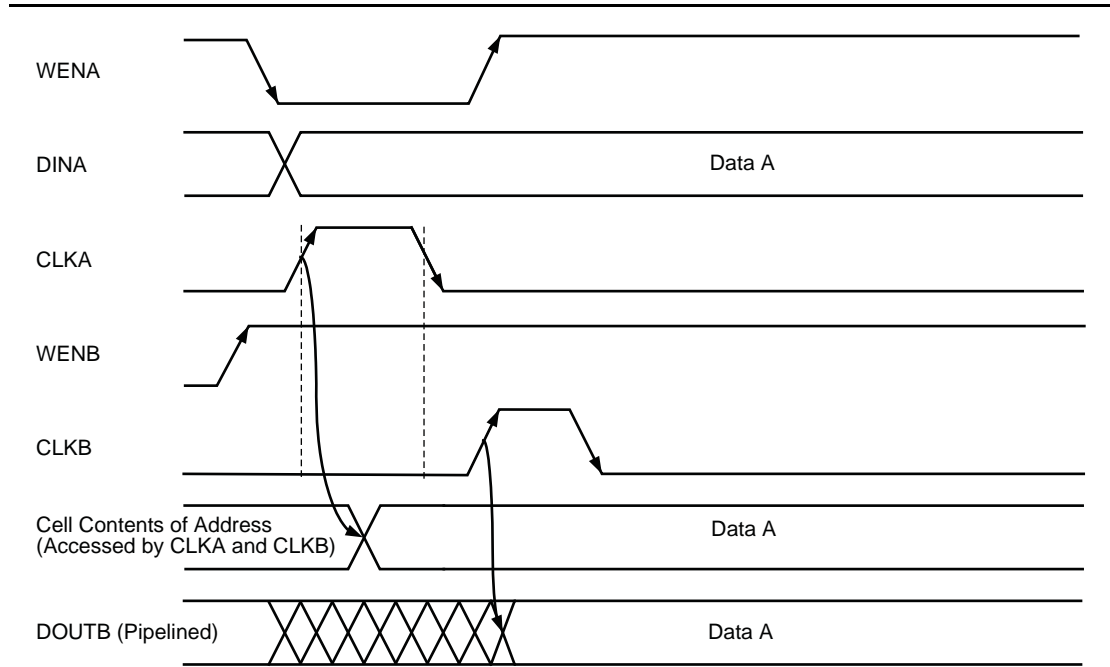 WENA
DINA
Data A
CLKA
WENB
CLKB
Cell Contents of Address
(Accessed by CLKA and CLKB)
Data A
DOUTB (Pipelined)
Data A